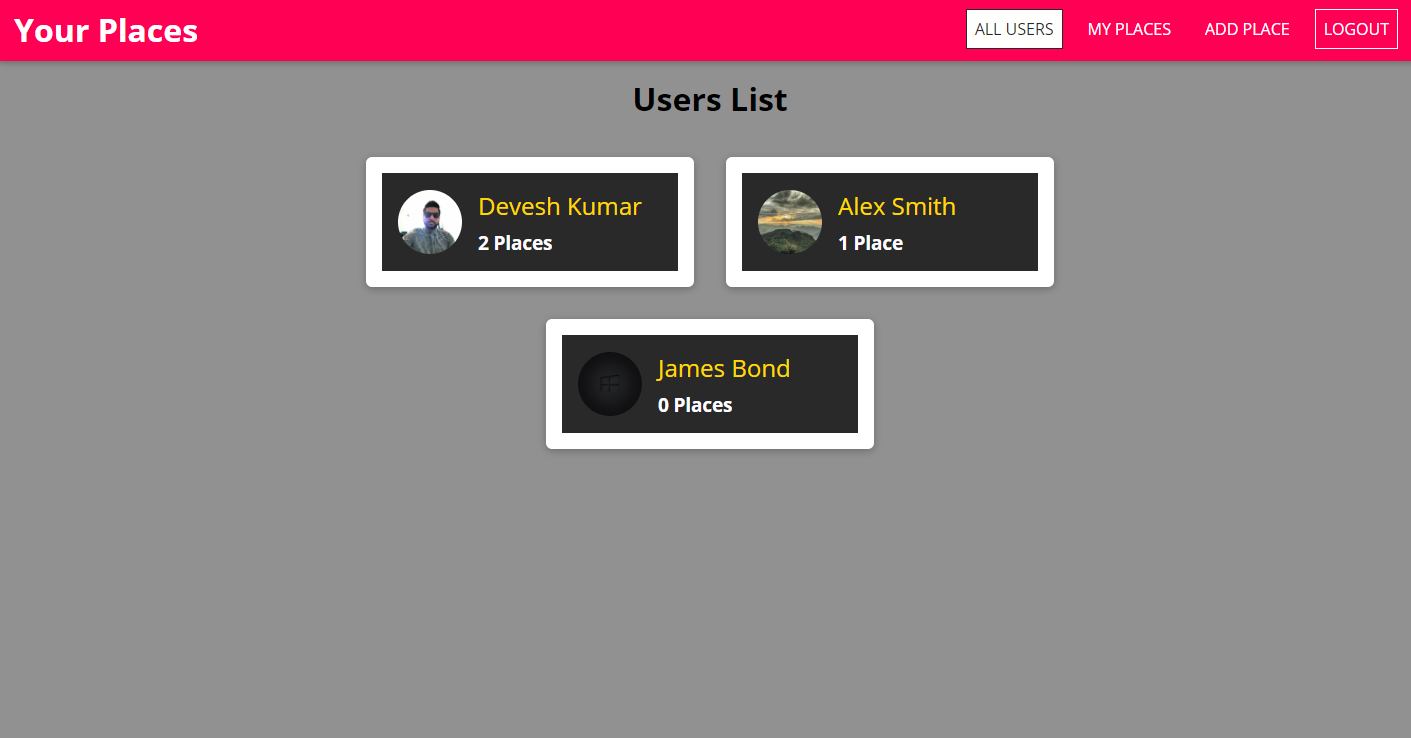 Your Places
ALL USERS
MY PLACES
ADD PLACE
LOGOUT
Users List
Devesh Kumar
2 Places
Alex Smith
1 Place
James Bond
0 Places